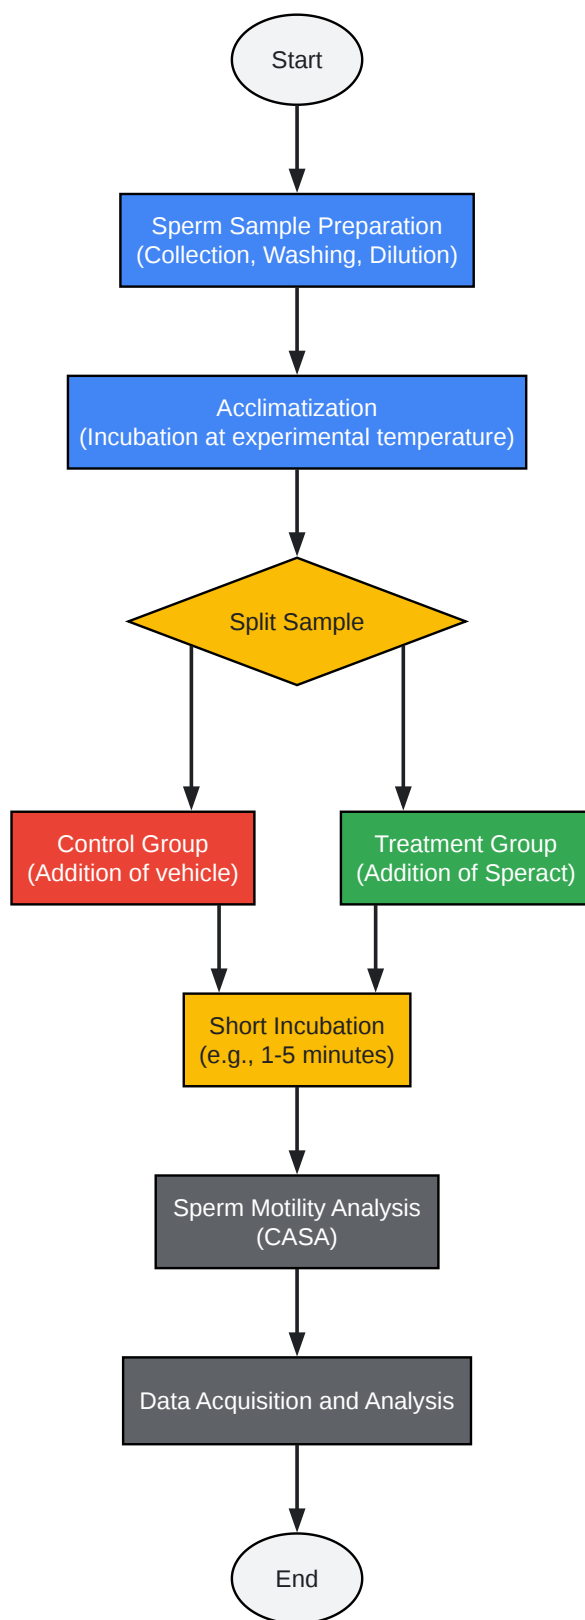 Start
Sperm Sample Preparation
(Collection, Washing, Dilution)
Acclimatization
(Incubation at experimental temperature)
Split Sample
Control Group
(Addition of vehicle)
Treatment Group
(Addition of Speract)
Short Incubation
(e.g., 1-5 minutes)
Sperm Motility Analysis
(CASA)
Data Acquisition and Analysis
End